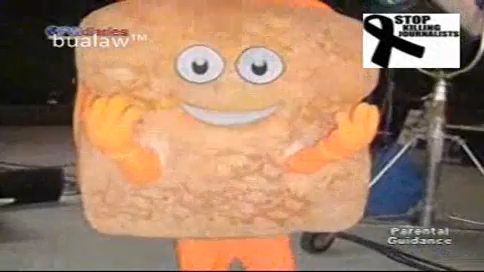 bualaw™
STOP
KILLING
JOURNALISTS
Parental
Guidance